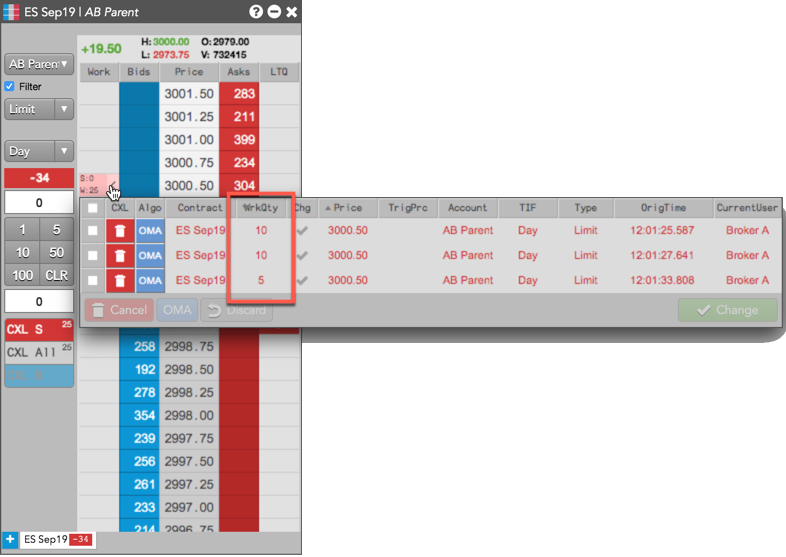 ES Sep19 | AB Parent
+19.50 H: 3000.00 O: 2979.00
L: 2973.75 V: 732415
AB Paren
Filter
Limit
Day
-34
0
1 5
10 50
100 CLR
0
CXL S 25
CXL All 25
Work Bids Price Asks LTQ
3001.50 283
3001.25 211
3001.00 399
3000.75 234
S:0
W:25
3000.50 304
CXL Algo Contract WrkQty Chg Price TrigPrc Account TIF Type OrigTime CurrentUser
OMA ES Sep19 10 3000.50 AB Parent Day Limit 12:01:25.587 Broker A
OMA ES Sep19 10 3000.50 AB Parent Day Limit 12:01:27.641 Broker A
OMA ES Sep19 5 3000.50 AB Parent Day Limit 12:01:33.808 Broker A
Cancel OMA Discard Change
258 2998.75
192 2998.50
278 2998.25
354 2998.00
239 2997.75
256 2997.50
261 2997.25
233 2997.00
214 2996.75
ES Sep19 -34